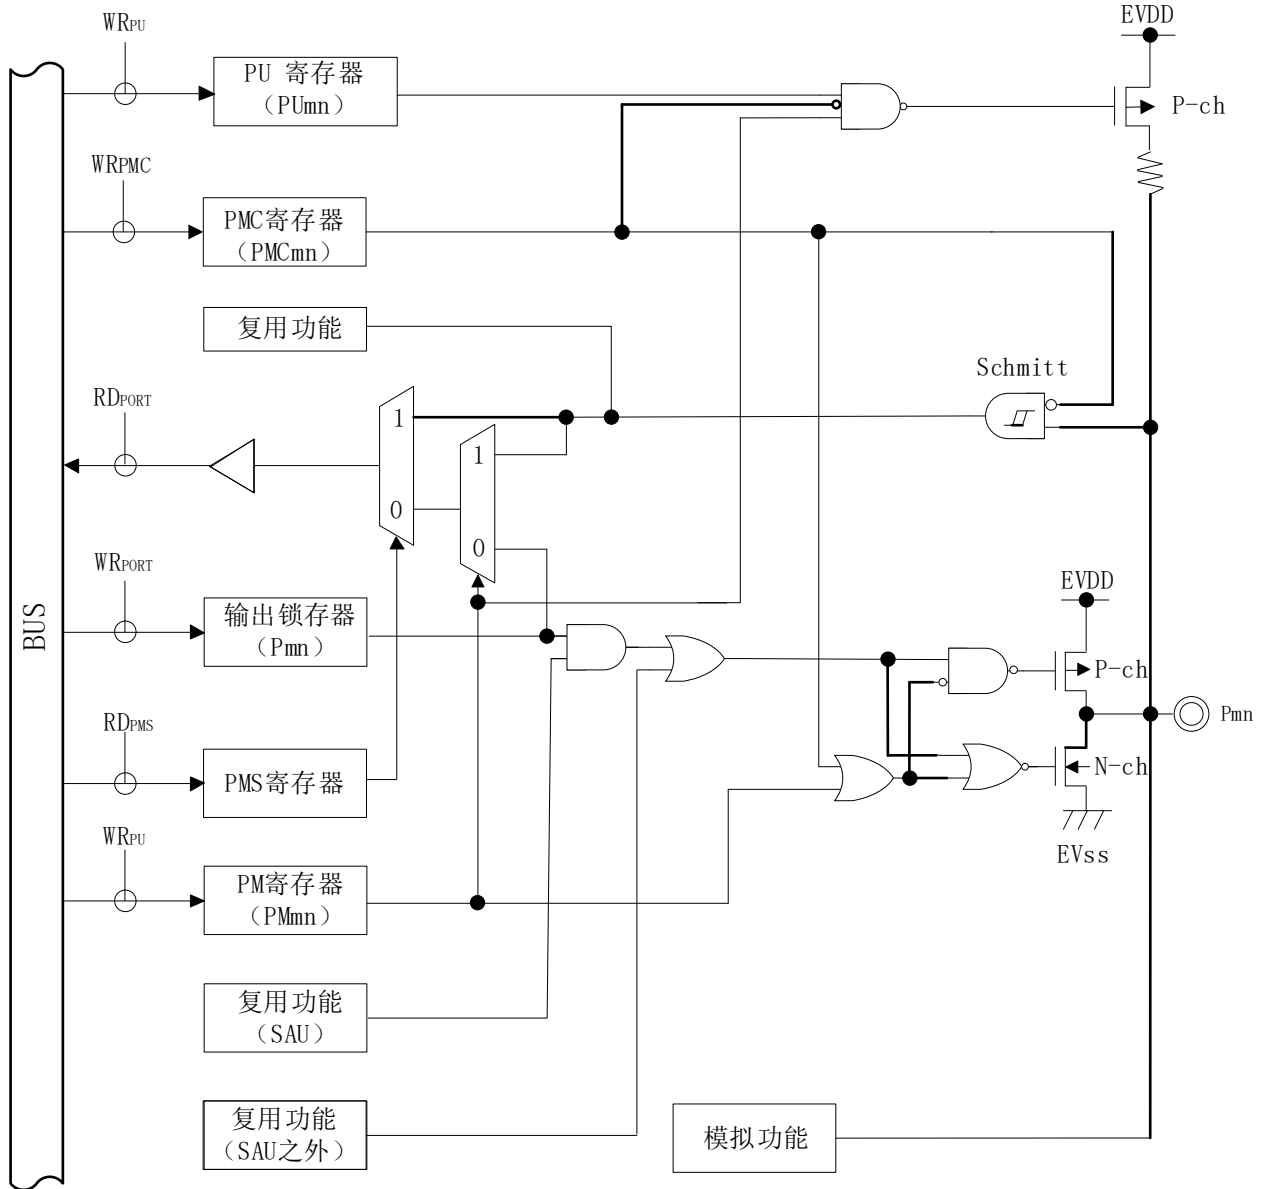 WRPU
EVDD
PU 寄存器
（PUmn）
P-ch
WRPMC
PMC寄存器
（PMCmn）
复用功能
Schmitt
RDPORT
1
1
0
0
WRPORT
EVDD
BUS
输出锁存器
（Pmn）
P-ch
Pmn
RDPMS
PMS寄存器
N-ch
WRPU
EVss
PM寄存器
（PMmn）
复用功能
（SAU）
复用功能
（SAU之外）
模拟功能